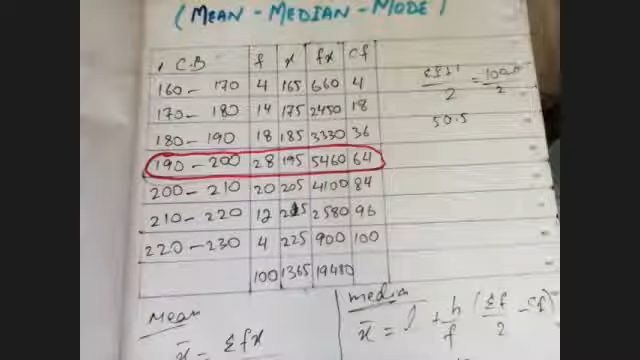 (MEAN - MEDIAN - MODE)
C.B f x fx cf
160 - 170 4 165 660 4
170 - 180 14 175 2450 18
180 - 190 18 185 3330 36
190 - 200 28 195 5460 64
200 - 210 20 205 4100 84
210 - 220 12 215 2580 96
220 - 230 4 225 900 100
100 1365 19480
2 2
50.5
Mean
x̄ = Σfx
median
x̄ = l + h/f (Σf/2 - cf)